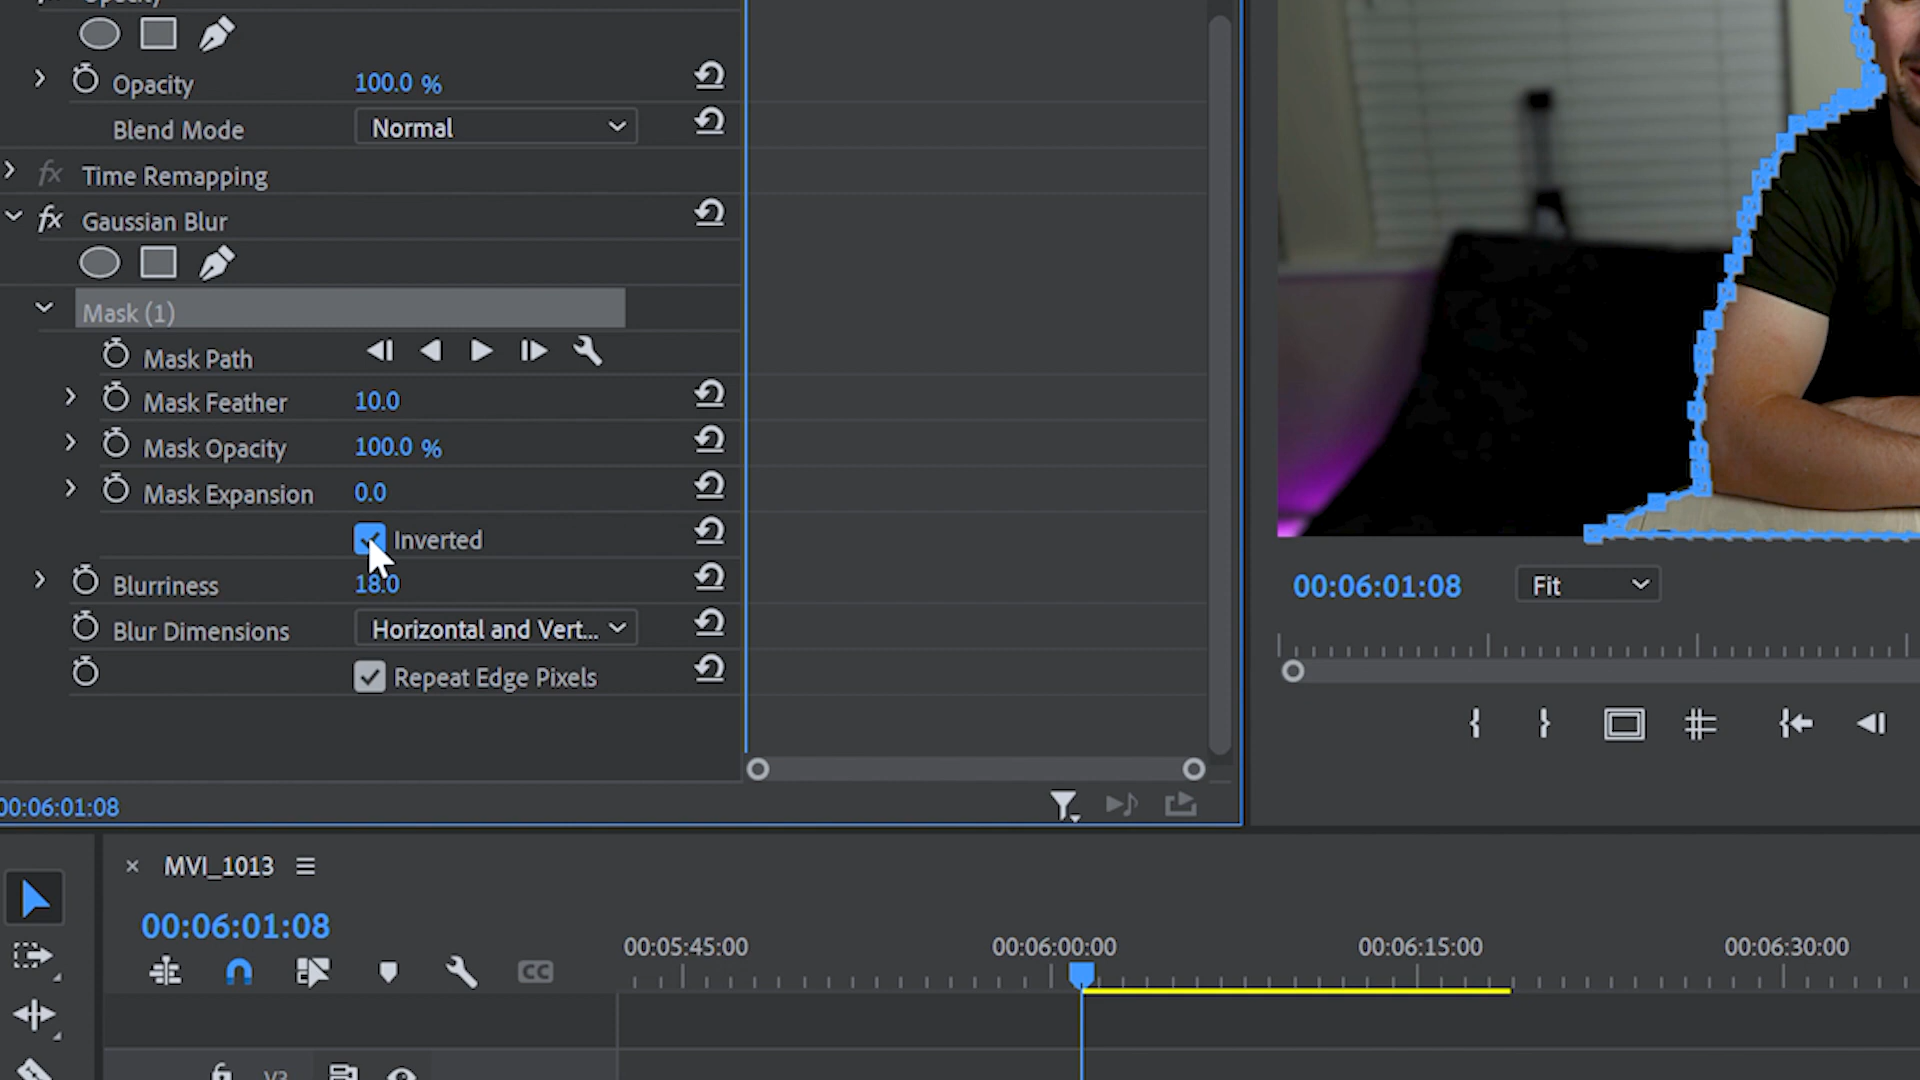 Opacity
Opacity 100.0 %
Blend Mode Normal
fx Time Remapping
fx Gaussian Blur
Mask (1)
Mask Path
Mask Feather 10.0
Mask Opacity 100.0 %
Mask Expansion 0.0
Inverted
Blurriness 18.0
Blur Dimensions Horizontal and Vert...
Repeat Edge Pixels
00:06:01:08 Fit
00:06:01:08
× MVI_1013
00:06:01:08
00:05:45:00 00:06:00:00 00:06:15:00 00:06:30:00
CC